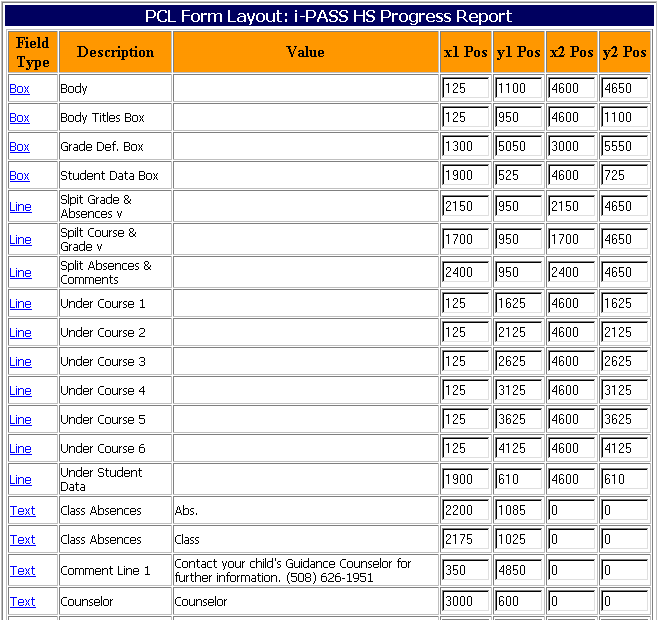 PCL Form Layout: i-PASS HS Progress Report
Field Type Description Value x1 Pos y1 Pos x2 Pos y2 Pos
Box Body 125 1100 4600 4650
Box Body Titles Box 125 950 4600 1100
Box Grade Def. Box 1300 5050 3000 5550
Box Student Data Box 1900 525 4600 725
Line Slpit Grade & Absences v 2150 950 2150 4650
Line Spilt Course & Grade v 1700 950 1700 4650
Line Split Absences & Comments 2400 950 2400 4650
Line Under Course 1 125 1625 4600 1625
Line Under Course 2 125 2125 4600 2125
Line Under Course 3 125 2625 4600 2625
Line Under Course 4 125 3125 4600 3125
Line Under Course 5 125 3625 4600 3625
Line Under Course 6 125 4125 4600 4125
Line Under Student Data 1900 610 4600 610
Text Class Absences Abs. 2200 1085 0 0
Text Class Absences Class 2175 1025 0 0
Text Comment Line 1 Contact your child's Guidance Counselor for further information. (508) 626-1951 350 4850 0 0
Text Counselor Counselor 3000 600 0 0